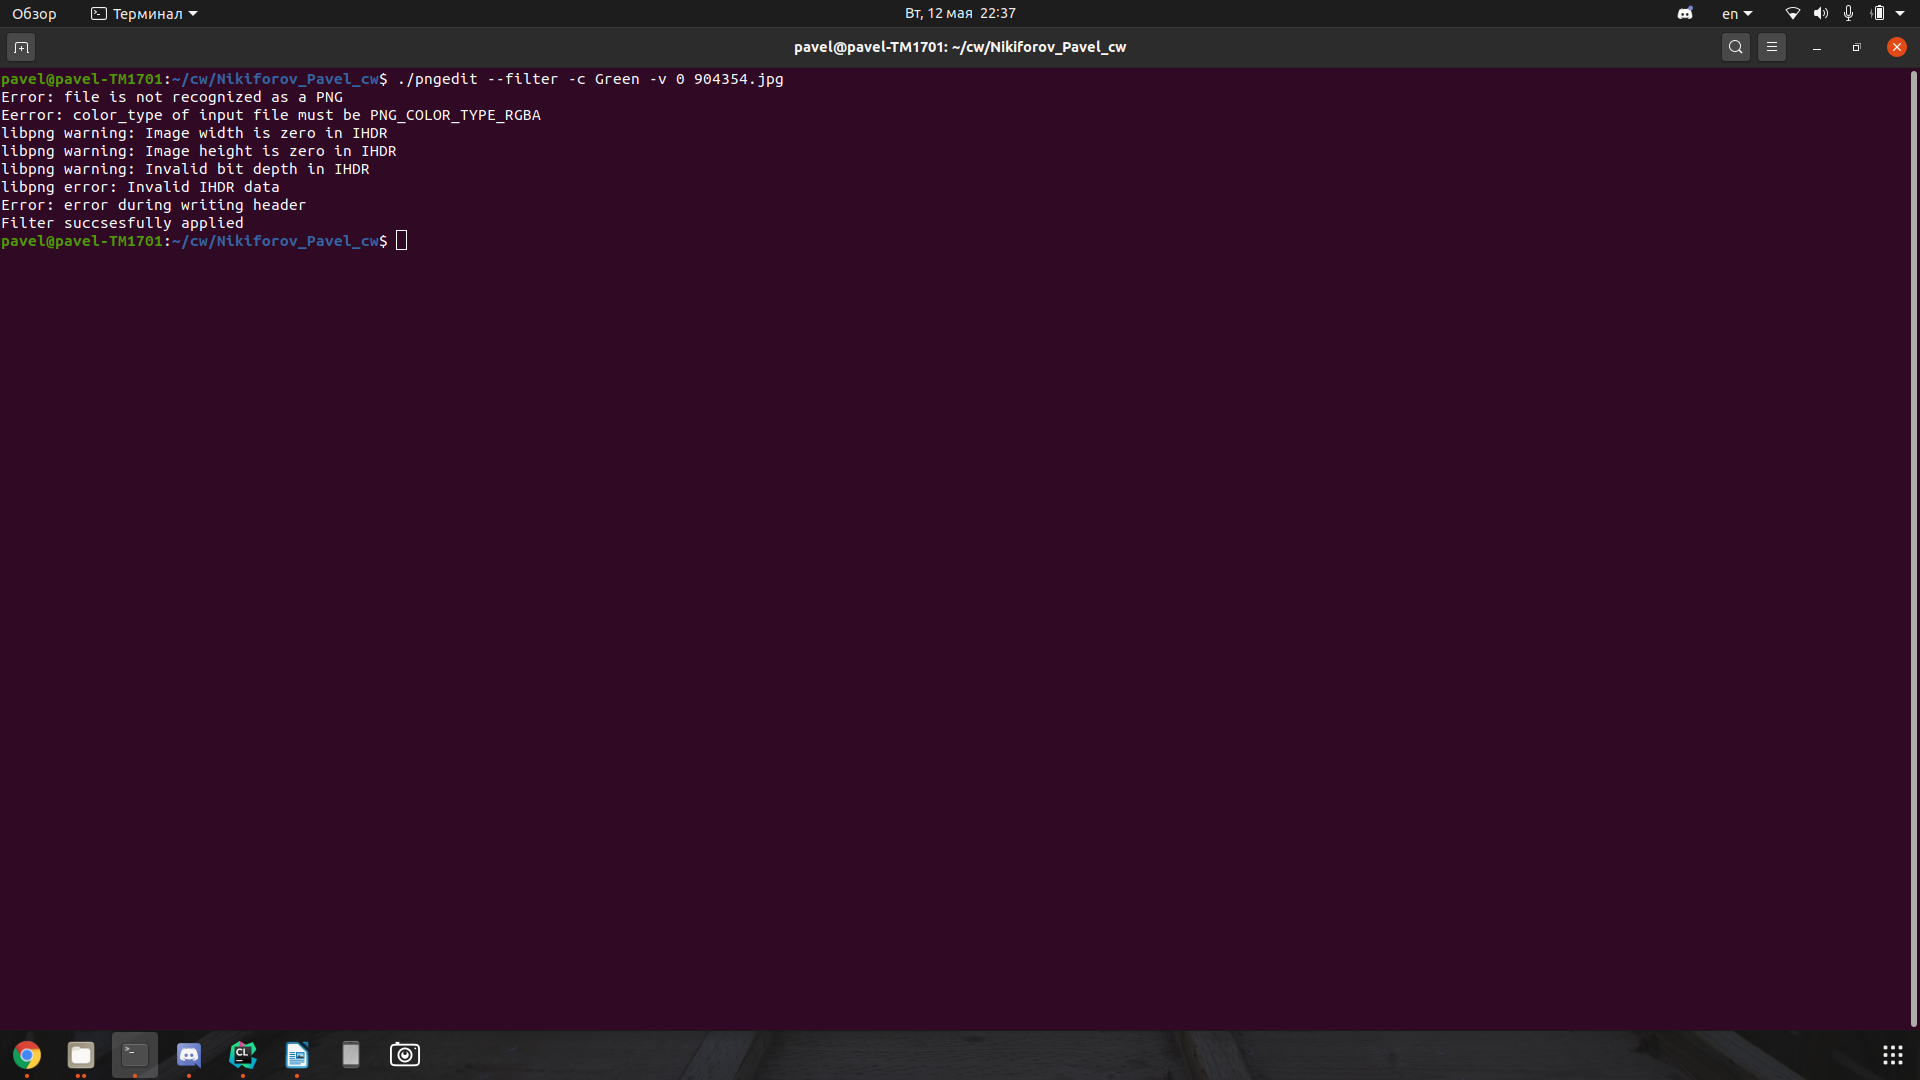 Обзор Терминал Вт, 12 мая 22:37 en
pavel@pavel-TM1701: ~/cw/Nikiforov_Pavel_cw
pavel@pavel-TM1701:~/cw/Nikiforov_Pavel_cw$ ./pngedit --filter -c Green -v 0 904354.jpg
Error: file is not recognized as a PNG
Eerror: color_type of input file must be PNG_COLOR_TYPE_RGBA
libpng warning: Image width is zero in IHDR
libpng warning: Image height is zero in IHDR
libpng warning: Invalid bit depth in IHDR
libpng error: Invalid IHDR data
Error: error during writing header
Filter succsesfully applied
pavel@pavel-TM1701:~/cw/Nikiforov_Pavel_cw$
CL